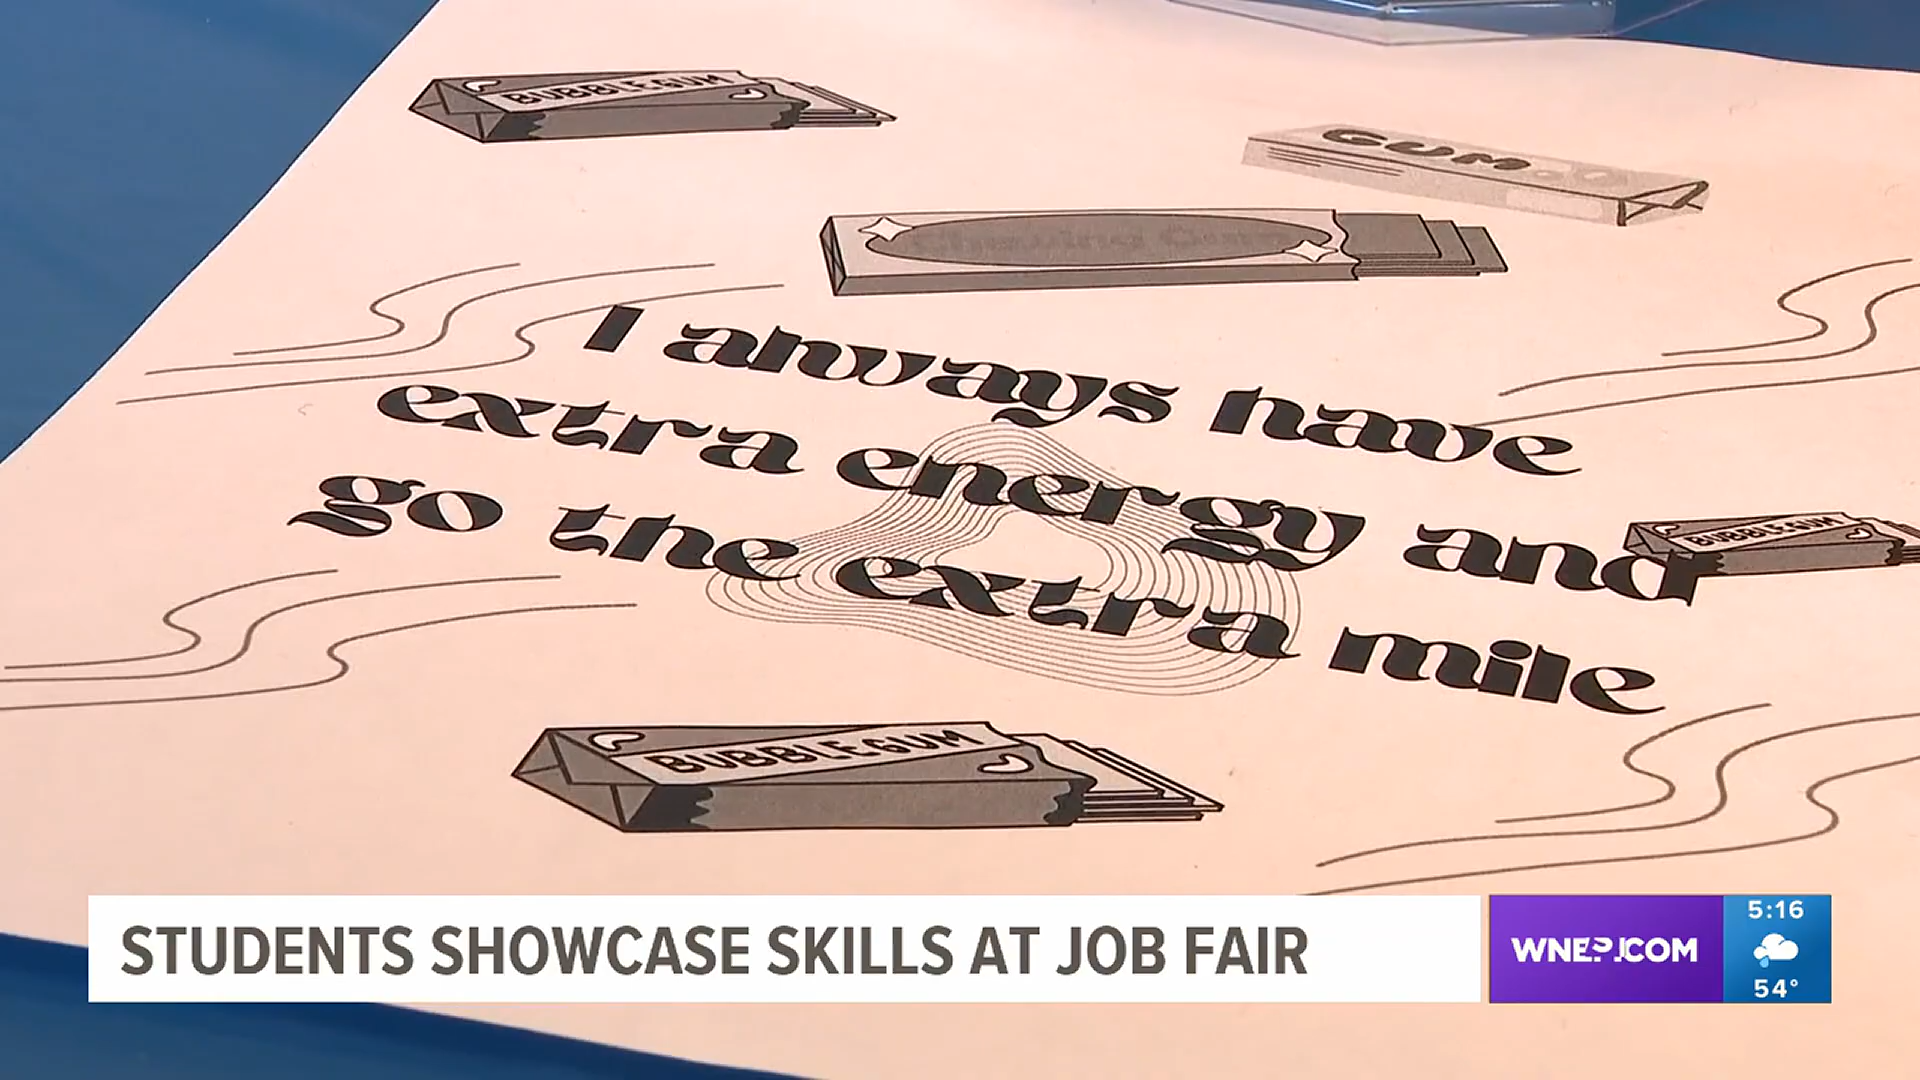 BUBBLEGUM
GUM
I always have
extra energy and
go the extra mile
BUBBLEGUM
BUBBLEGUM
STUDENTS SHOWCASE SKILLS AT JOB FAIR
WNEP.COM
5:16
54°